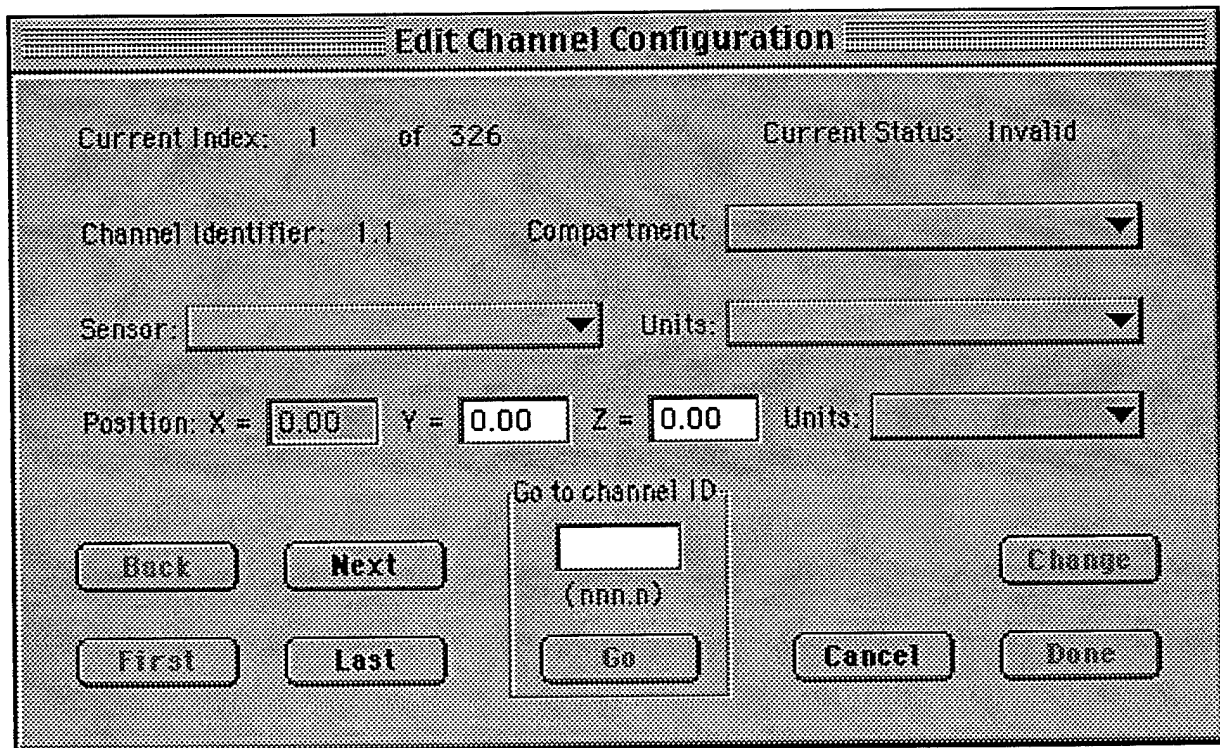 Edit Channel Configuration
Current Index: 1 of 326 Current Status: Invalid
Channel Identifier: 1.1 Compartment:
Sensor: Units:
Position: X = 0.00 Y = 0.00 Z = 0.00 Units:
Go to channel ID
Back Next Change
(nnn.n)
First Last Go Cancel Done